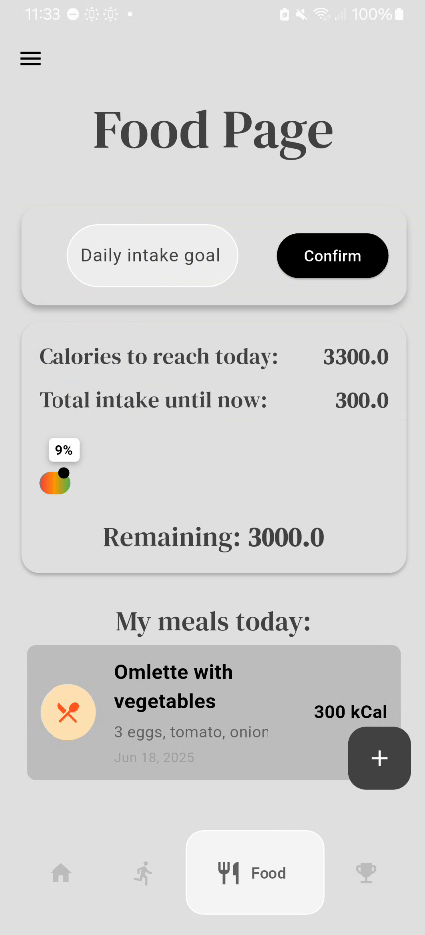 11:33 100%
Food Page
Daily intake goal Confirm
Calories to reach today: 3300.0
Total intake until now: 300.0
9%
Remaining: 3000.0
My meals today:
Omlette with
vegetables
300 kCal
3 eggs, tomato, onion
Jun 18, 2025
+
Food